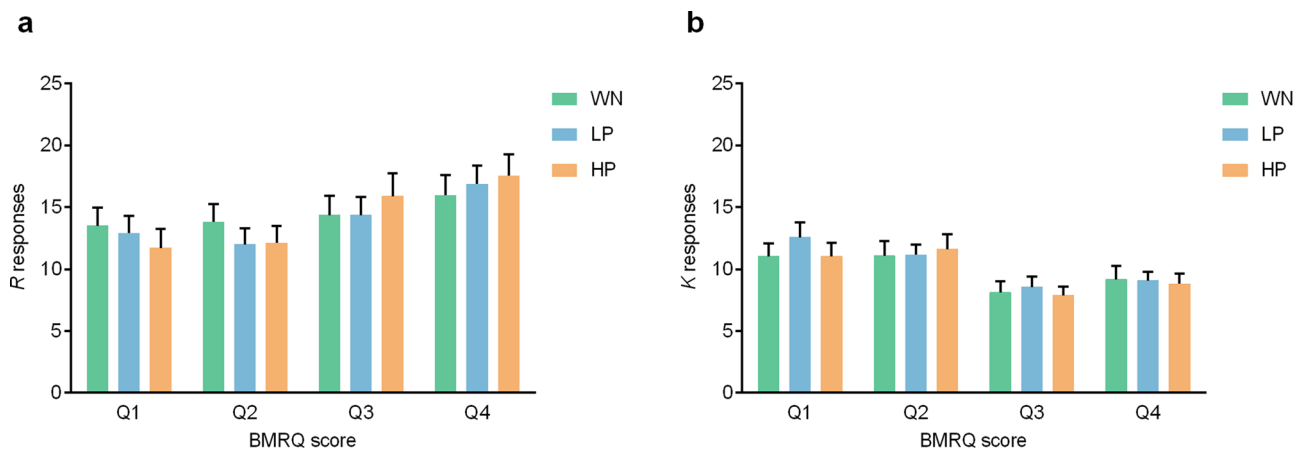 a
25
20
15
10
5
0
R responses
Q1 Q2 Q3 Q4
BMRQ score
WN
LP
HP
b
25
20
15
10
5
0
K responses
Q1 Q2 Q3 Q4
BMRQ score
WN
LP
HP